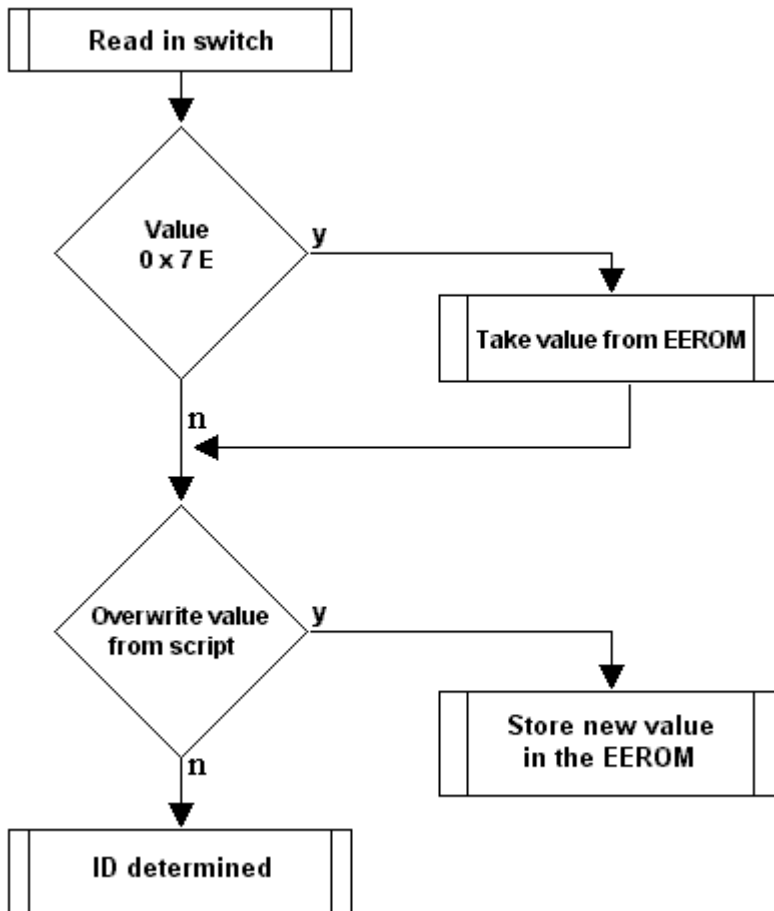 Read in switch
Value
0 x 7 E
y
Take value from EEROM
n
Overwrite value
from script
y
Store new value
in the EEROM
n
ID determined